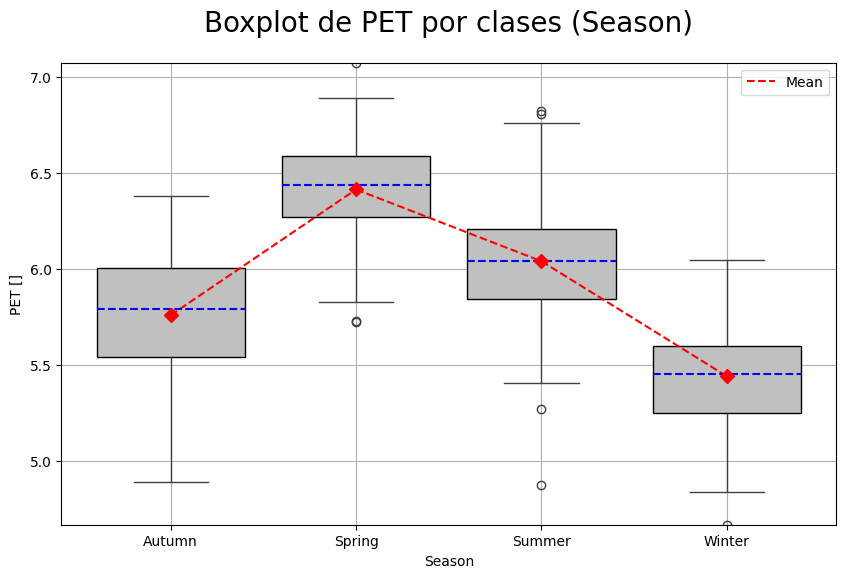 Boxplot de PET por clases (Season)
Mean
7.0
6.5
6.0
5.5
5.0
PET []
Autumn Spring Summer Winter
Season